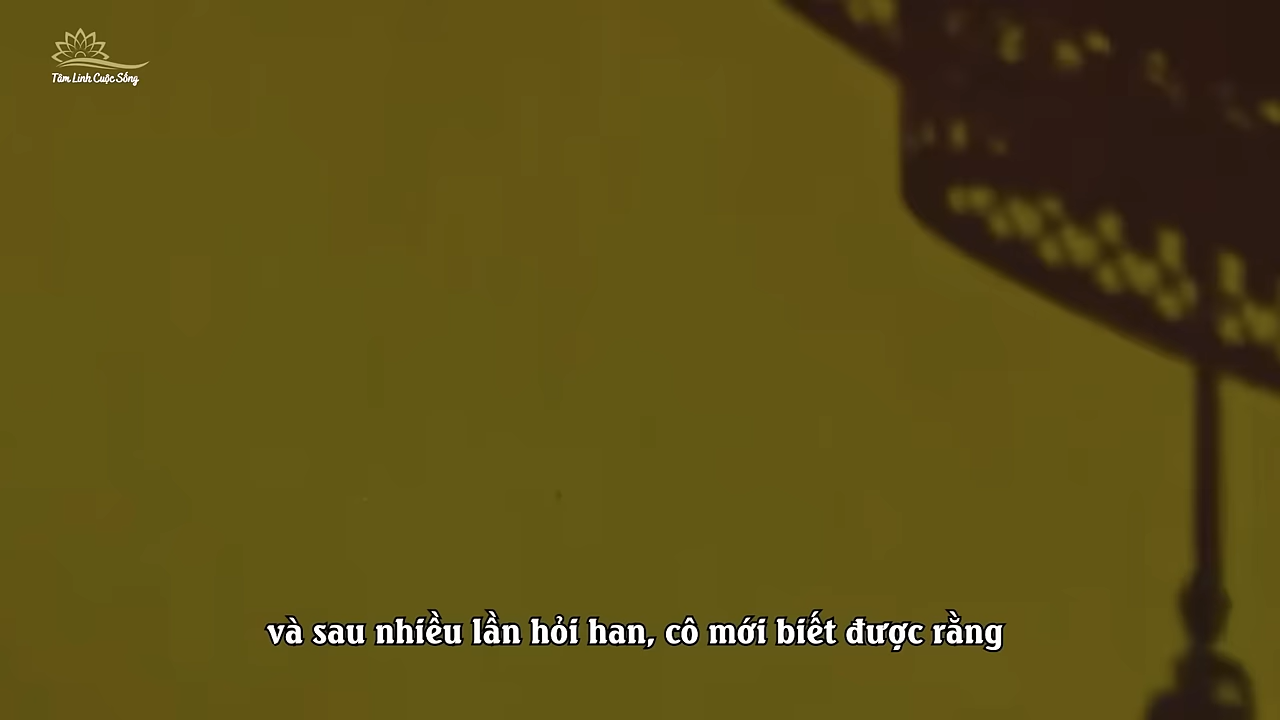 Tâm Linh Cuộc Sống
và sau nhiều lần hỏi han, cô mới biết được rằng